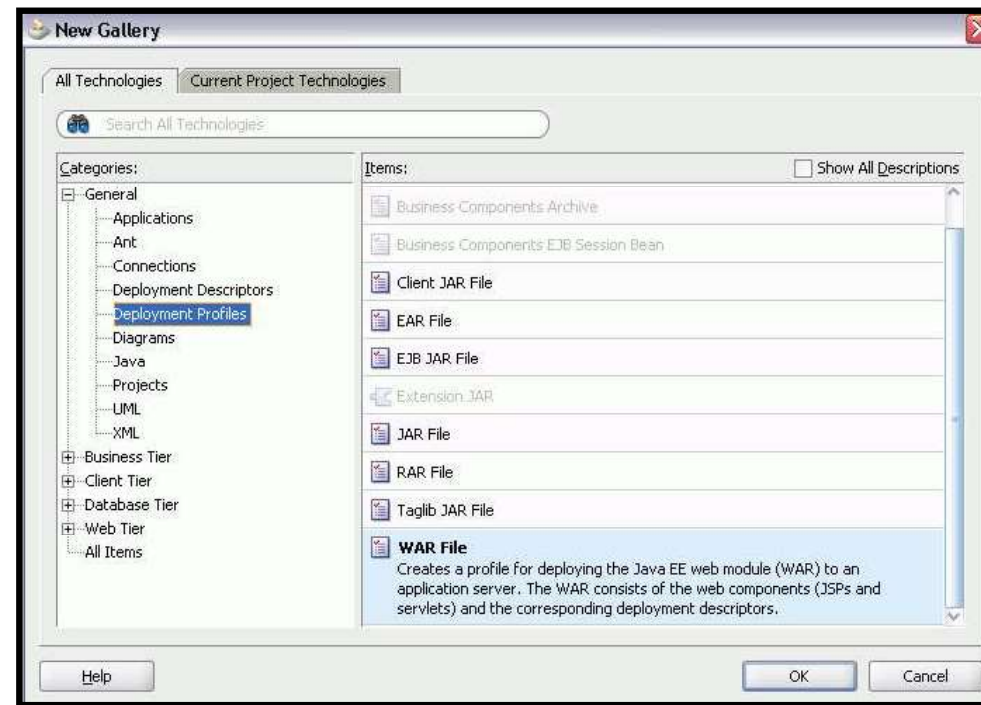 New Gallery
All Technologies
Current Project Technologies
Search All Technologies
Categories:
General
Applications
Ant
Connections
Deployment Descriptors
Deployment Profiles
Diagrams
Java
Projects
UML
XML
Business Tier
Client Tier
Database Tier
Web Tier
All Items
Items:
Show All Descriptions
Business Components Archive
Business Components EJB Session Bean
Client JAR File
EAR File
EJB JAR File
Extension JAR
JAR File
RAR File
Taglib JAR File
WAR File
Creates a profile for deploying the Java EE web module (WAR) to an
application server. The WAR consists of the web components (JSPs and
servlets) and the corresponding deployment descriptors.
Help
OK
Cancel